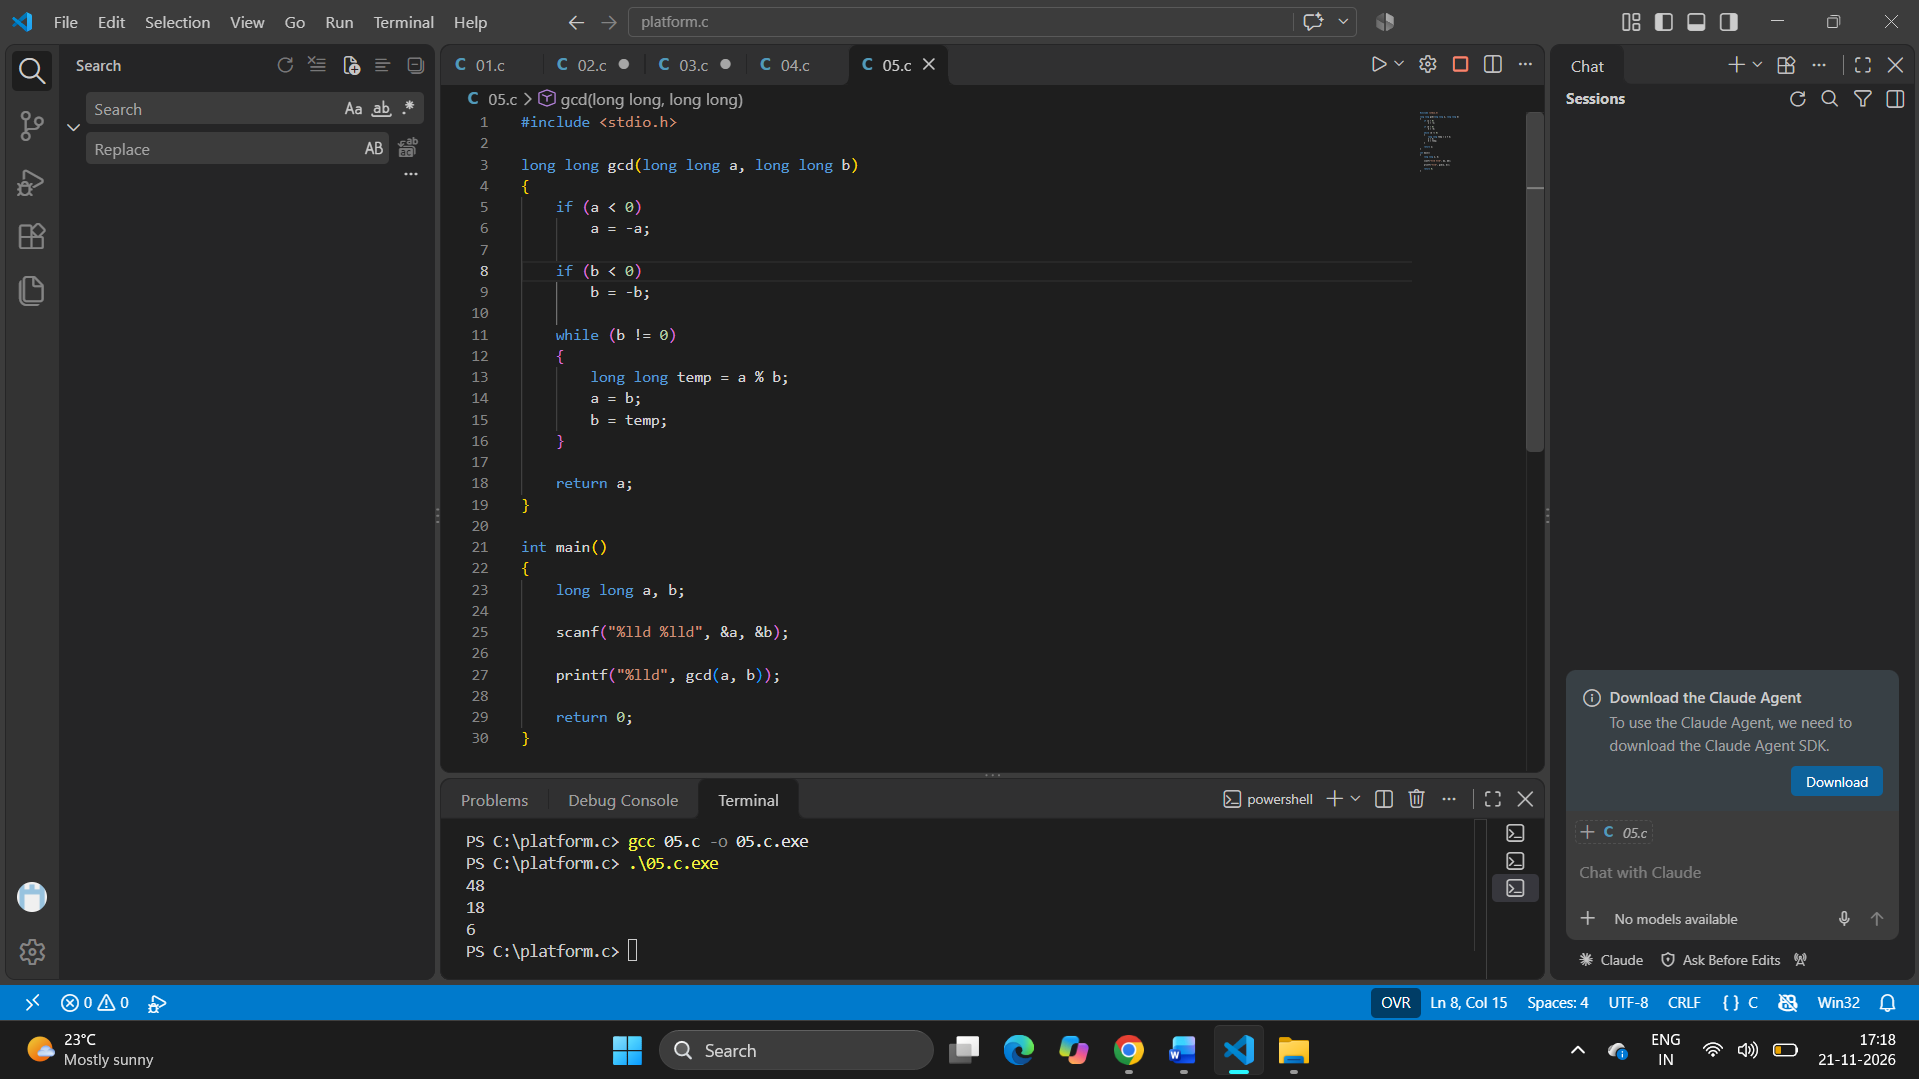 File Edit Selection View Go Run Terminal Help
platform.c
Search
Search
Aa ab .*
Replace
AB
01.c 02.c 03.c 04.c 05.c
05.c > gcd(long long, long long)
1 #include <stdio.h>
2
3 long long gcd(long long a, long long b)
4 {
5 if (a < 0)
6 a = -a;
7
8 if (b < 0)
9 b = -b;
10
11 while (b != 0)
12 {
13 long long temp = a % b;
14 a = b;
15 b = temp;
16 }
17
18 return a;
19 }
20
21 int main()
22 {
23 long long a, b;
24
25 scanf("%lld %lld", &a, &b);
26
27 printf("%lld", gcd(a, b));
28
29 return 0;
30 }
Problems Debug Console Terminal
powershell
PS C:\platform.c> gcc 05.c -o 05.c.exe
PS C:\platform.c> .\05.c.exe
48
18
6
PS C:\platform.c>
Chat
Sessions
Download the Claude Agent
To use the Claude Agent, we need to
download the Claude Agent SDK.
Download
05.c
Chat with Claude
No models available
Claude Ask Before Edits
0 0
OVR Ln 8, Col 15 Spaces: 4 UTF-8 CRLF {} C Win32
23°C
Mostly sunny
Search
ENG
IN
17:18
21-11-2026